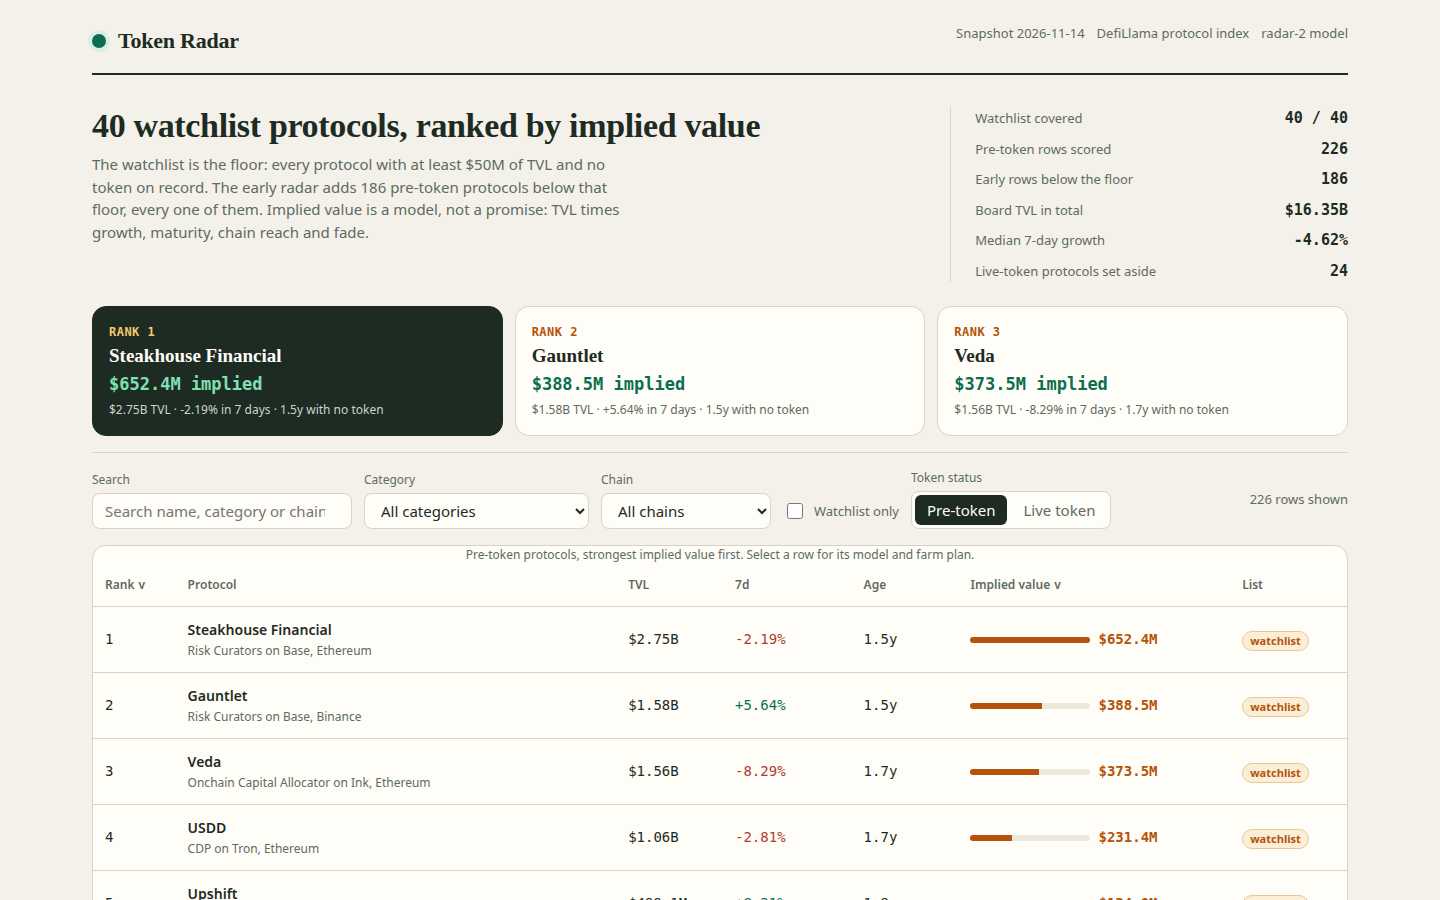 Token Radar
Snapshot 2026-11-14 DefiLlama protocol index radar-2 model
40 watchlist protocols, ranked by implied value
The watchlist is the floor: every protocol with at least $50M of TVL and no
token on record. The early radar adds 186 pre-token protocols below that
floor, every one of them. Implied value is a model, not a promise: TVL times
growth, maturity, chain reach and fade.
Watchlist covered 40 / 40
Pre-token rows scored 226
Early rows below the floor 186
Board TVL in total $16.35B
Median 7-day growth -4.62%
Live-token protocols set aside 24
RANK 1
Steakhouse Financial
$652.4M implied
$2.75B TVL · -2.19% in 7 days · 1.5y with no token
RANK 2
Gauntlet
$388.5M implied
$1.58B TVL · +5.64% in 7 days · 1.5y with no token
RANK 3
Veda
$373.5M implied
$1.56B TVL · -8.29% in 7 days · 1.7y with no token
Search
Search name, category or chain
Category
All categories
Chain
All chains
Watchlist only
Token status
Pre-token Live token
226 rows shown
Pre-token protocols, strongest implied value first. Select a row for its model and farm plan.
Rank v Protocol TVL 7d Age Implied value v List
1 Steakhouse Financial $2.75B -2.19% 1.5y $652.4M watchlist
Risk Curators on Base, Ethereum
2 Gauntlet $1.58B +5.64% 1.5y $388.5M watchlist
Risk Curators on Base, Binance
3 Veda $1.56B -8.29% 1.7y $373.5M watchlist
Onchain Capital Allocator on Ink, Ethereum
4 USDD $1.06B -2.81% 1.7y $231.4M watchlist
CDP on Tron, Ethereum
Upshift